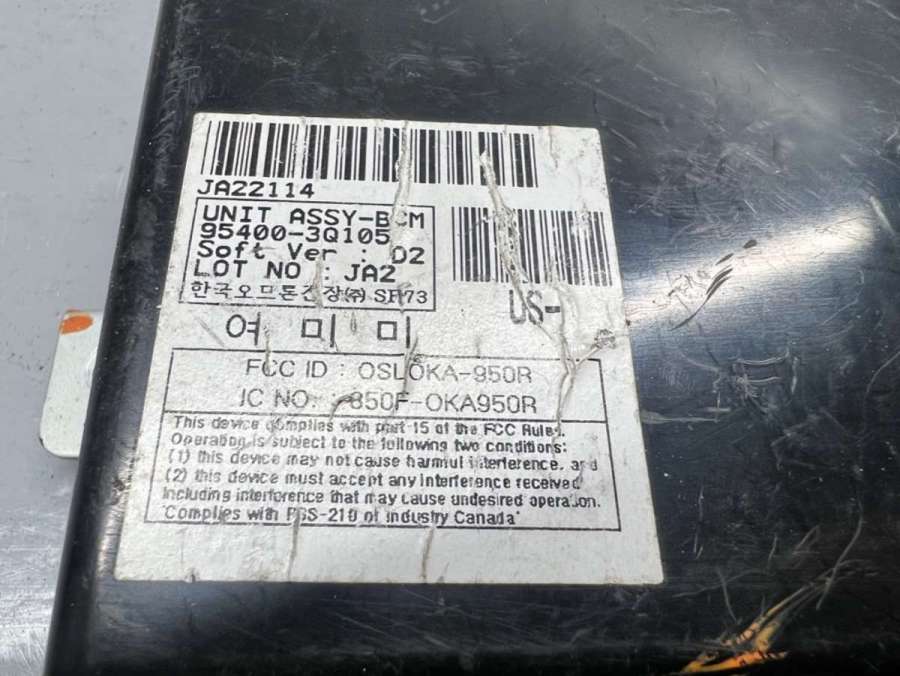 JA22114
UNIT ASSY-BCM
95400-3Q105
Soft Ver : D2
LOT NO : JA2
한국오므론전장(주) SF73
US-
여 미 미
FCC ID : OSLOKA-950R
IC NO. : 850F-OKA950R
This device complies with part 15 of the FCC Rules.
Operation is subject to the following two conditions:
(1) this device may not cause harmful interference, and
(2) this device must accept any interference received
including interference that may cause undesired operation.
"Complies with RSS-210 of Industry Canada"